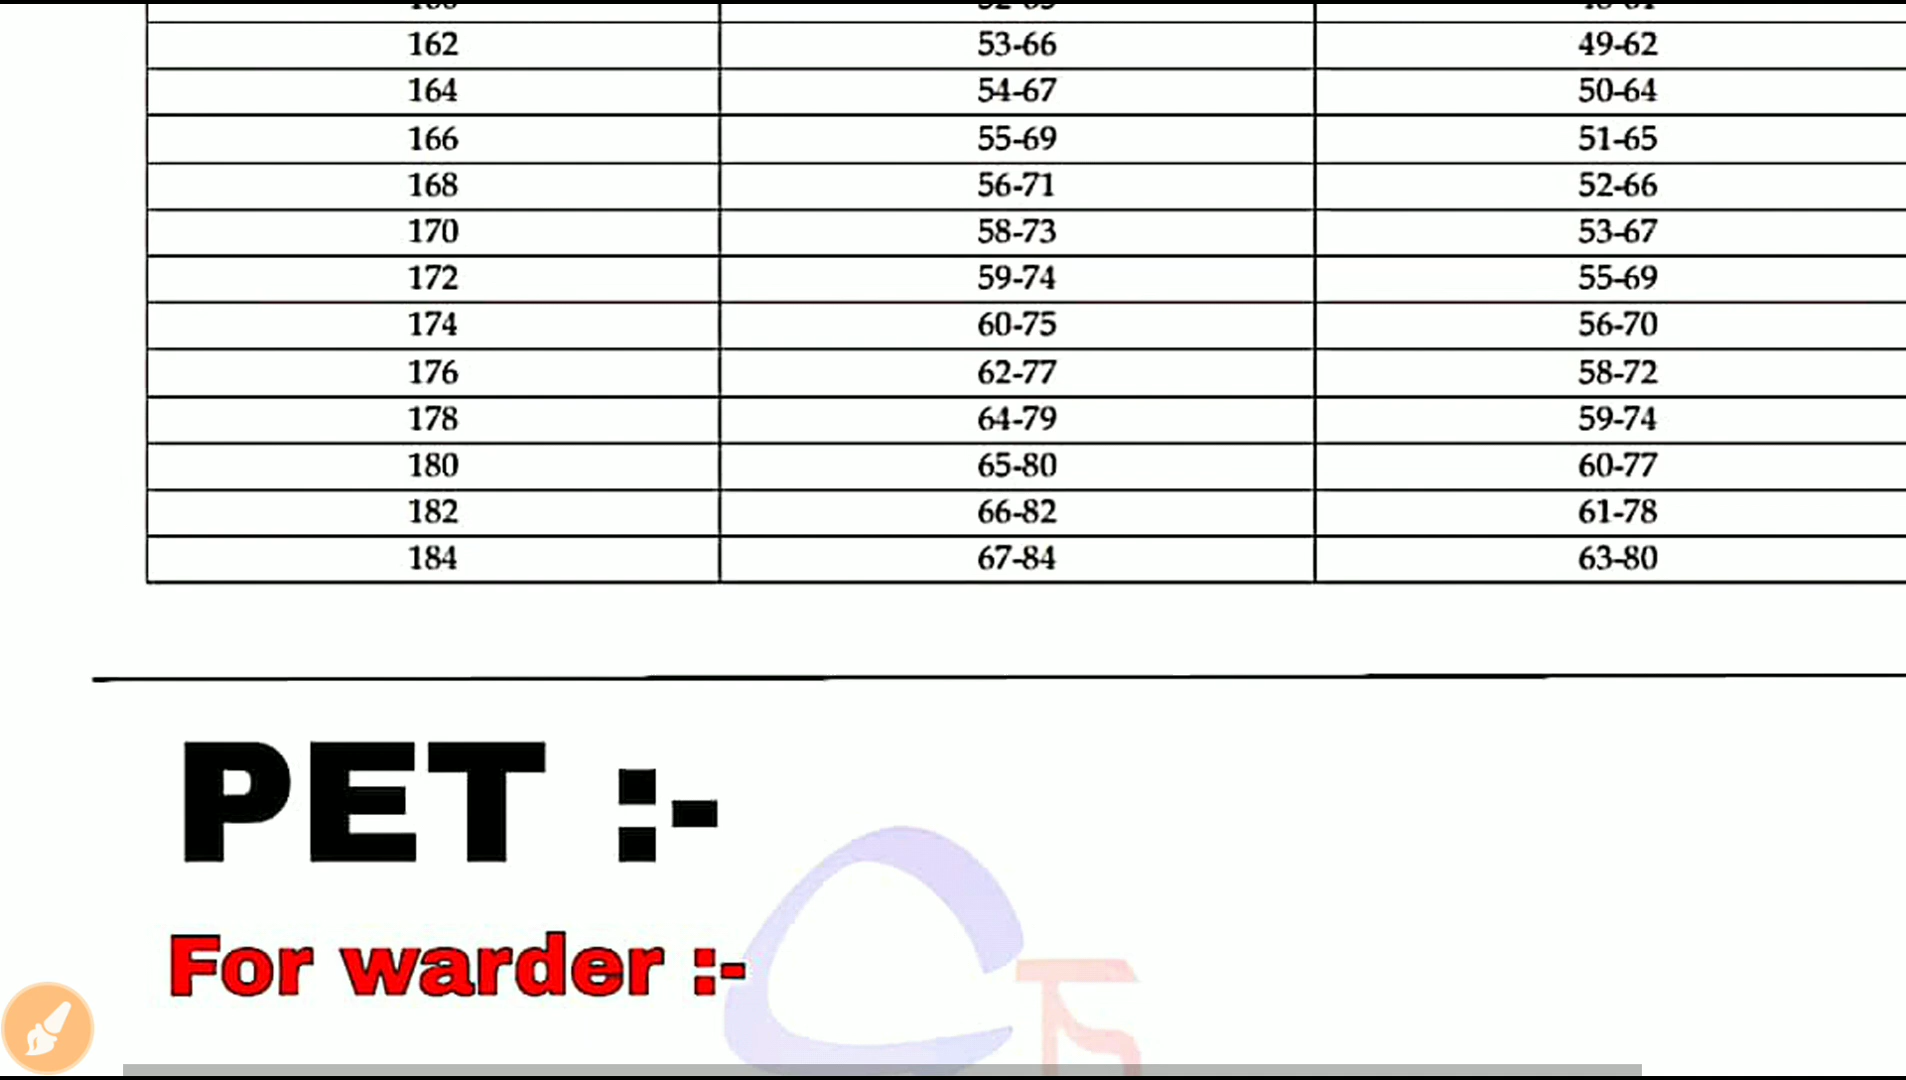 162 53-66 49-62
164 54-67 50-64
166 55-69 51-65
168 56-71 52-66
170 58-73 53-67
172 59-74 55-69
174 60-75 56-70
176 62-77 58-72
178 64-79 59-74
180 65-80 60-77
182 66-82 61-78
184 67-84 63-80
PET :-
For warder :-